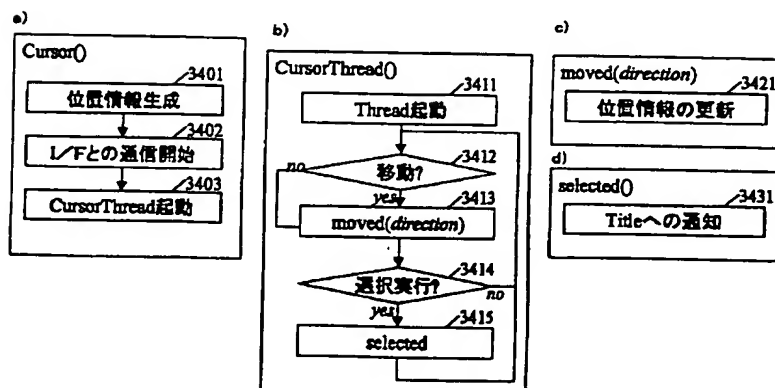 a)
Cursor()
3401
位置情報生成
3402
I/Fとの通信開始
3403
CursorThread起動
b)
CursorThread()
3411
Thread起動
3412
移動?
no
yes
3413
moved(direction)
3414
選択実行?
no
yes
3415
selected
c)
moved(direction)
3421
位置情報の更新
d)
selected()
3431
Titleへの通知